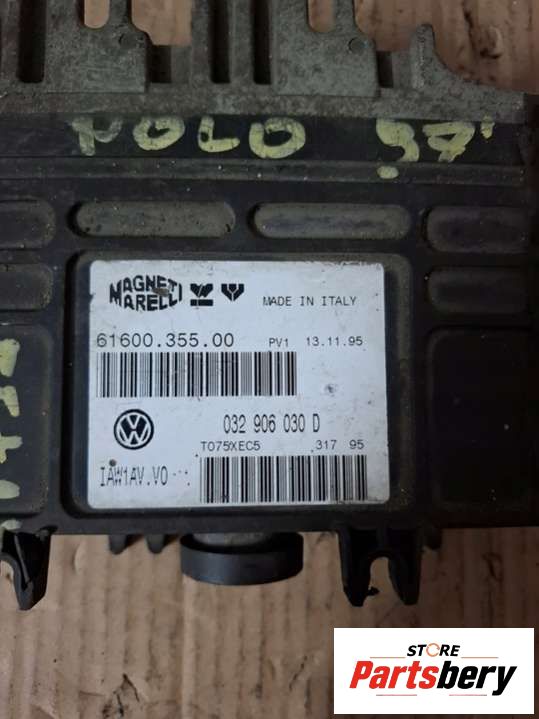 POLO 97'
MAGNETI
MARELLI
MADE IN ITALY
61600.355.00
PV1 13.11.95
032 906 030 D
T075XEC5 317 95
IAW1AV.V0
STORE
Partsbery